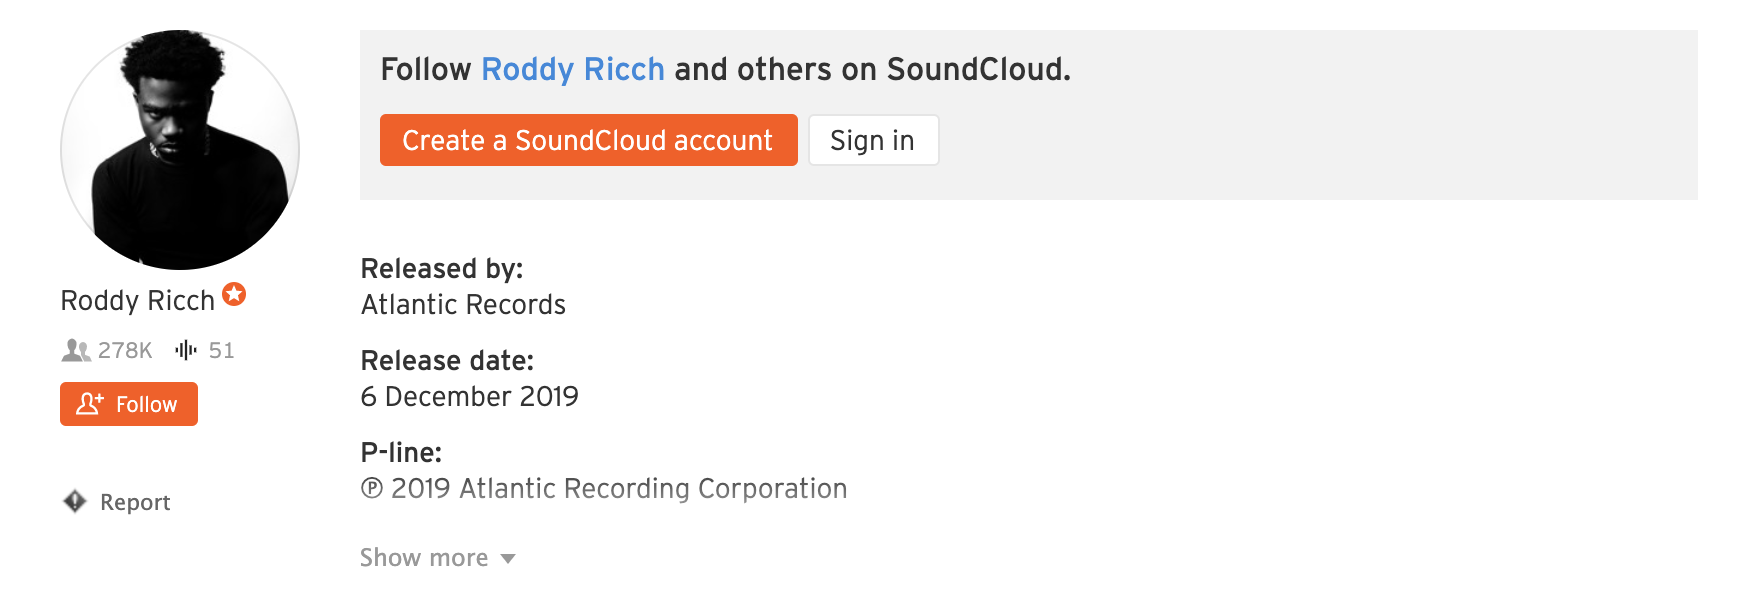 Follow Roddy Ricch and others on SoundCloud.
Create a SoundCloud account
Sign in
Roddy Ricch
278K
51
Follow
Report
Released by:
Atlantic Records
Release date:
6 December 2019
P-line:
℗ 2019 Atlantic Recording Corporation
Show more